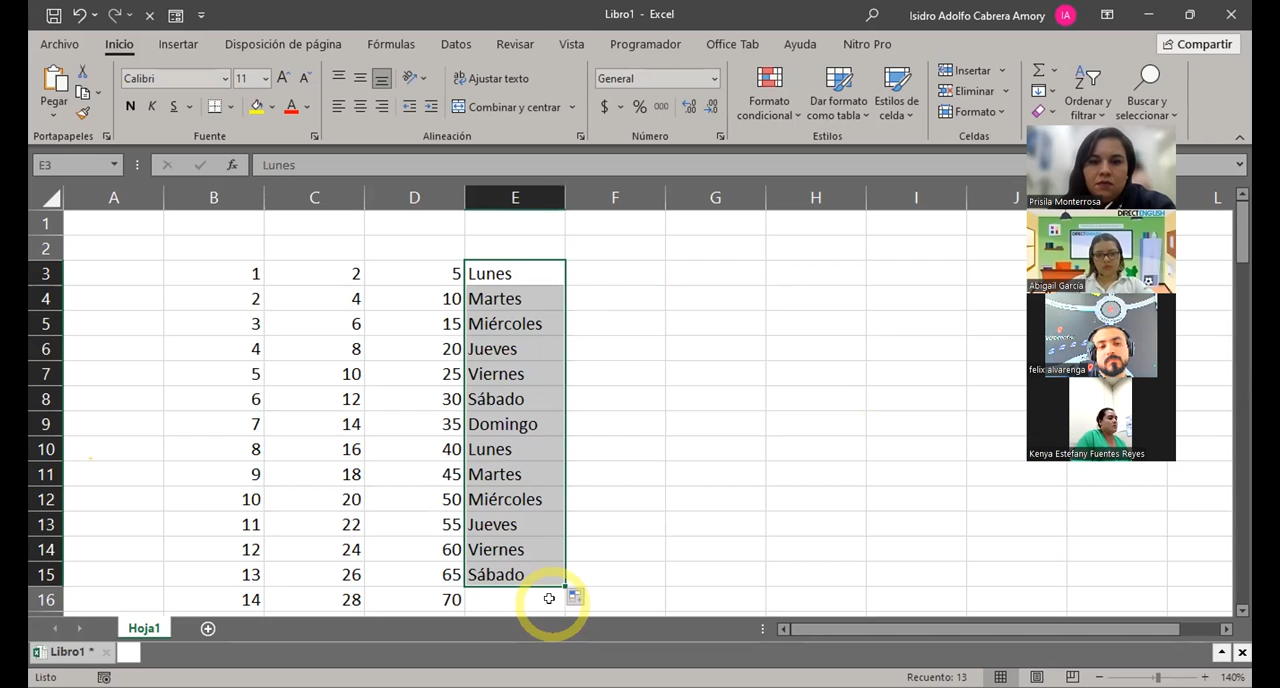 Libro1 - Excel
Isidro Adolfo Cabrera Amory
IA
Archivo Inicio Insertar Disposición de página Fórmulas Datos Revisar Vista Programador Office Tab Ayuda Nitro Pro
Compartir
Pegar
Portapapeles
Calibri 11
N K S
Fuente
Ajustar texto
Combinar y centrar
Alineación
General
$ % 000
Número
Formato condicional
Dar formato como tabla
Estilos de celda
Estilos
Insertar
Eliminar
Formato
Celdas
Ordenar y filtrar
Buscar y seleccionar
E3 fx Lunes
A B C D E F G H I J L
1
2
3 1 2 5 Lunes
4 2 4 10 Martes
5 3 6 15 Miércoles
6 4 8 20 Jueves
7 5 10 25 Viernes
8 6 12 30 Sábado
9 7 14 35 Domingo
10 8 16 40 Lunes
11 9 18 45 Martes
12 10 20 50 Miércoles
13 11 22 55 Jueves
14 12 24 60 Viernes
15 13 26 65 Sábado
16 14 28 70
Prisila Monterrosa
DIRECTENGLISH
Abigail García
felix alvarenga
Kenya Estefany Fuentes Reyes
Hoja1
Libro1 *
Listo
Recuento: 13
140%